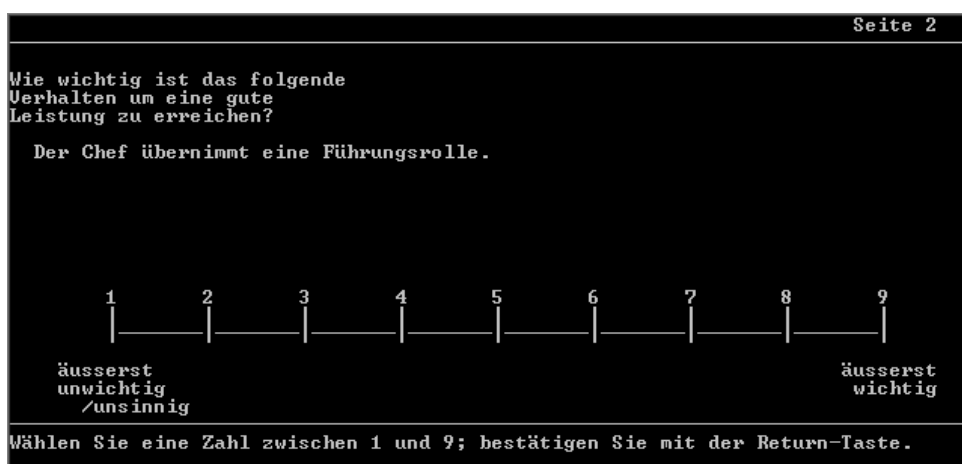 Seite 2
Wie wichtig ist das folgende
Verhalten um eine gute
Leistung zu erreichen?
Der Chef übernimmt eine Führungsrolle.
1 2 3 4 5 6 7 8 9
äusserst äusserst
unwichtig wichtig
/unsinnig
Wählen Sie eine Zahl zwischen 1 und 9; bestätigen Sie mit der Return-Taste.